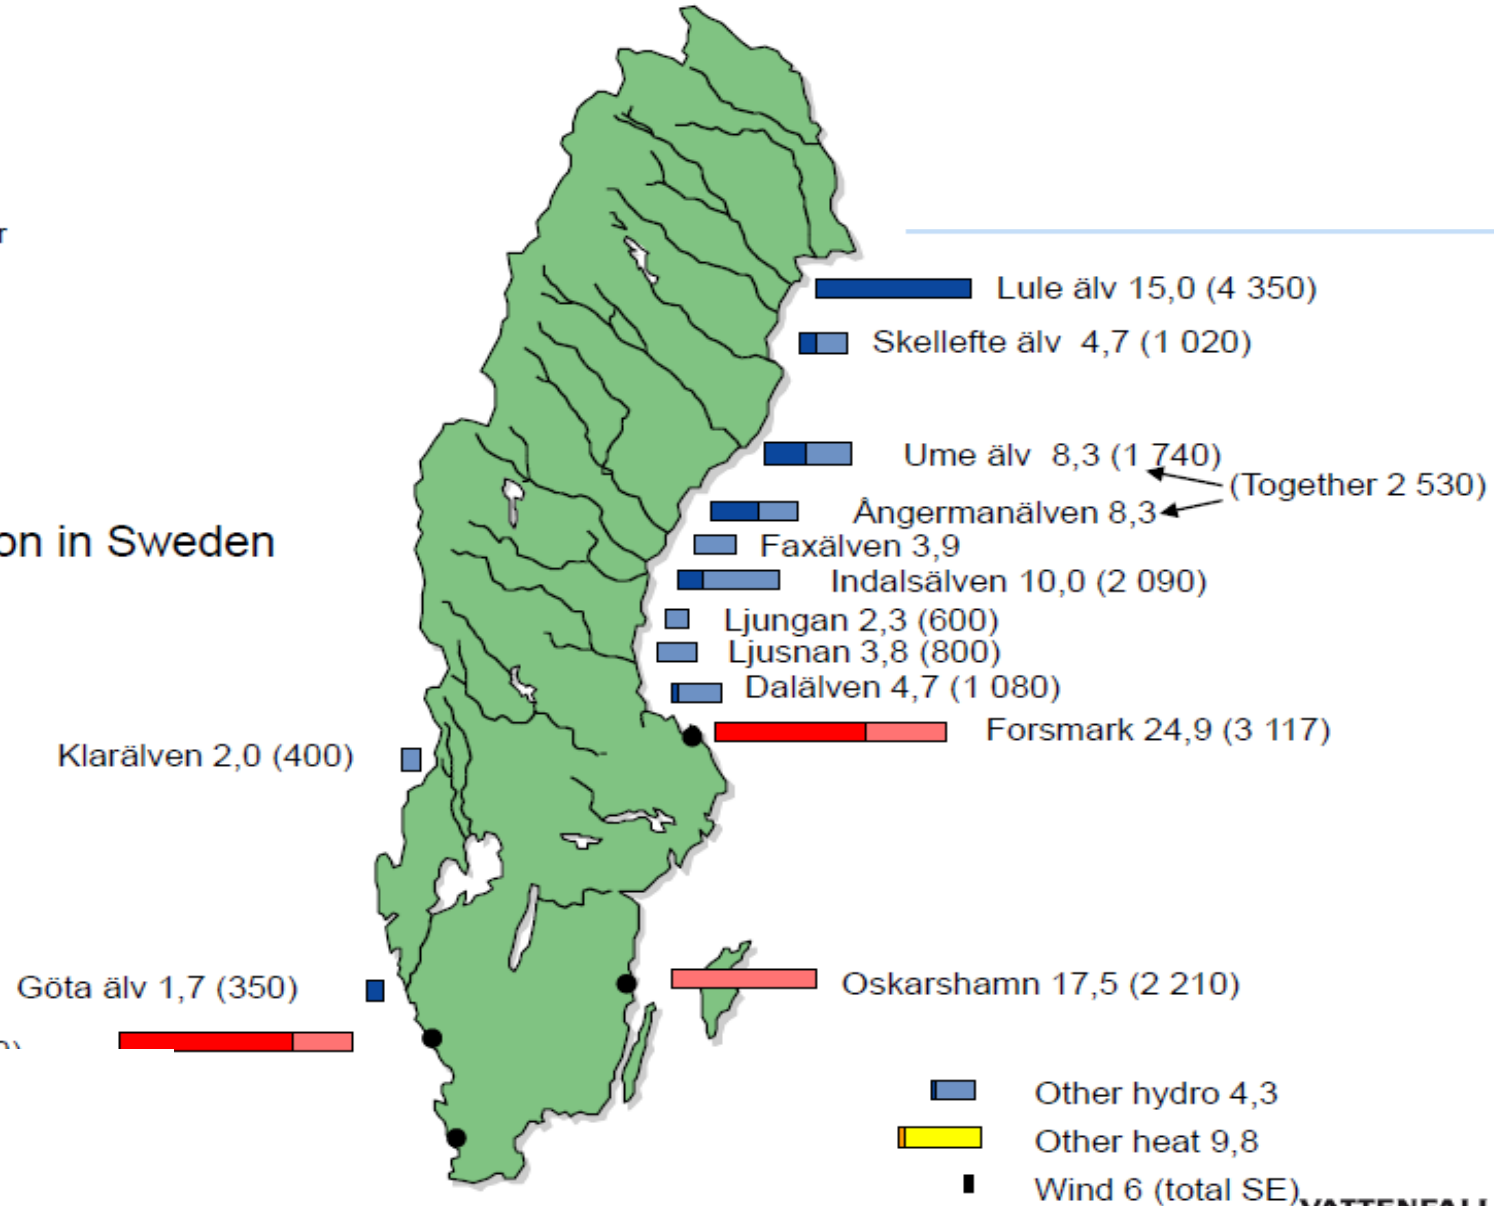 r
Lule älv 15,0 (4 350)
Skellefte älv 4,7 (1 020)
Ume älv 8,3 (1 740)
(Together 2 530)
Ångermanälven 8,3
on in Sweden
Faxälven 3,9
Indalsälven 10,0 (2 090)
Ljungan 2,3 (600)
Ljusnan 3,8 (800)
Dalälven 4,7 (1 080)
Forsmark 24,9 (3 117)
Klarälven 2,0 (400)
Oskarshamn 17,5 (2 210)
Göta älv 1,7 (350)
Other hydro 4,3
Other heat 9,8
Wind 6 (total SE)
VATTENFALL